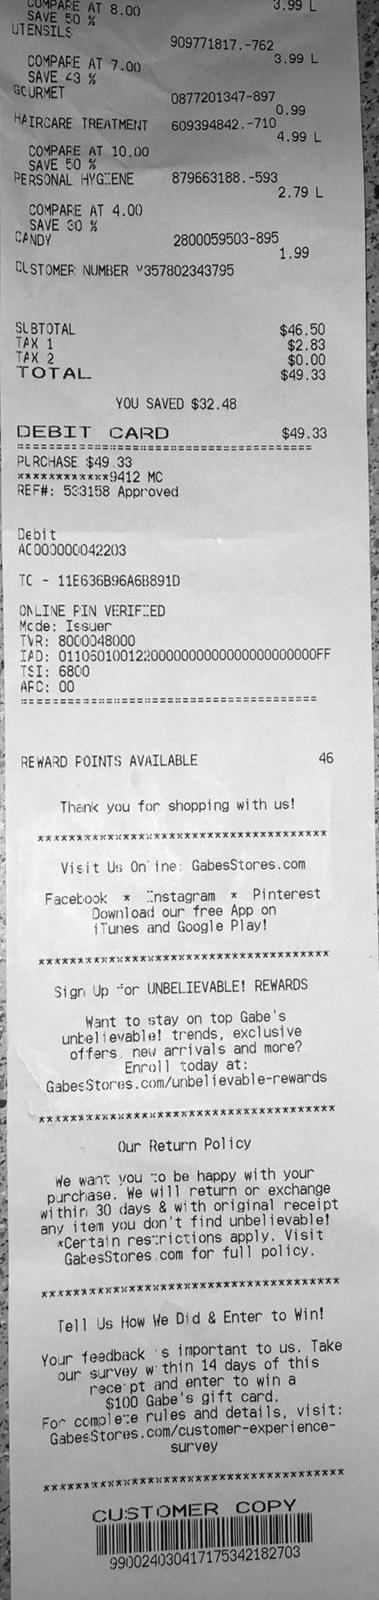 COMPARE AT 8.00
3.99 L
SAVE 50 %
UTENSILS
909771817.-762
3.99 L
COMPARE AT 7.00
SAVE 43 %
GOURMET 0877201347-897
0.99
HAIRCARE TREATMENT 609394842.-710
4.99 L
COMPARE AT 10.00
SAVE 50 %
PERSONAL HYGIENE 879663188.-593
2.79 L
COMPARE AT 4.00
SAVE 30 %
CANDY 2800059503-895
1.99
CUSTOMER NUMBER V357802343795
SUBTOTAL $46.50
TAX 1 $2.83
TAX 2 $0.00
TOTAL $49.33
YOU SAVED $32.48
DEBIT CARD $49.33
==========================================
PURCHASE $49.33
************9412 MC
REF#: 533158 Approved
Debit
A0000000042203
TC - 11E636B96A6B891D
ONLINE PIN VERIFIED
Mode: Issuer
TVR: 8000048000
IAD: 0110601001220000000000000000000000FF
TSI: 6800
ARC: 00
==========================================
REWARD POINTS AVAILABLE 46
Thank you for shopping with us!
**************************************
Visit Us Online: GabesStores.com
Facebook * Instagram * Pinterest
Download our free App on
iTunes and Google Play!
**************************************
Sign Up for UNBELIEVABLE! REWARDS
Want to stay on top Gabe's
unbelievable! trends, exclusive
offers, new arrivals and more?
Enroll today at:
GabesStores.com/unbelievable-rewards
**************************************
Our Return Policy
We want you to be happy with your
purchase. We will return or exchange
within 30 days & with original receipt
any item you don't find unbelievable!
*Certain restrictions apply. Visit
GabesStores.com for full policy.
**************************************
Tell Us How We Did & Enter to Win!
Your feedback is important to us. Take
our survey within 14 days of this
receipt and enter to win a
$100 Gabe's gift card.
For complete rules and details, visit:
GabesStores.com/customer-experience-
survey
**************************************
CUSTOMER COPY
990024030417175342182703